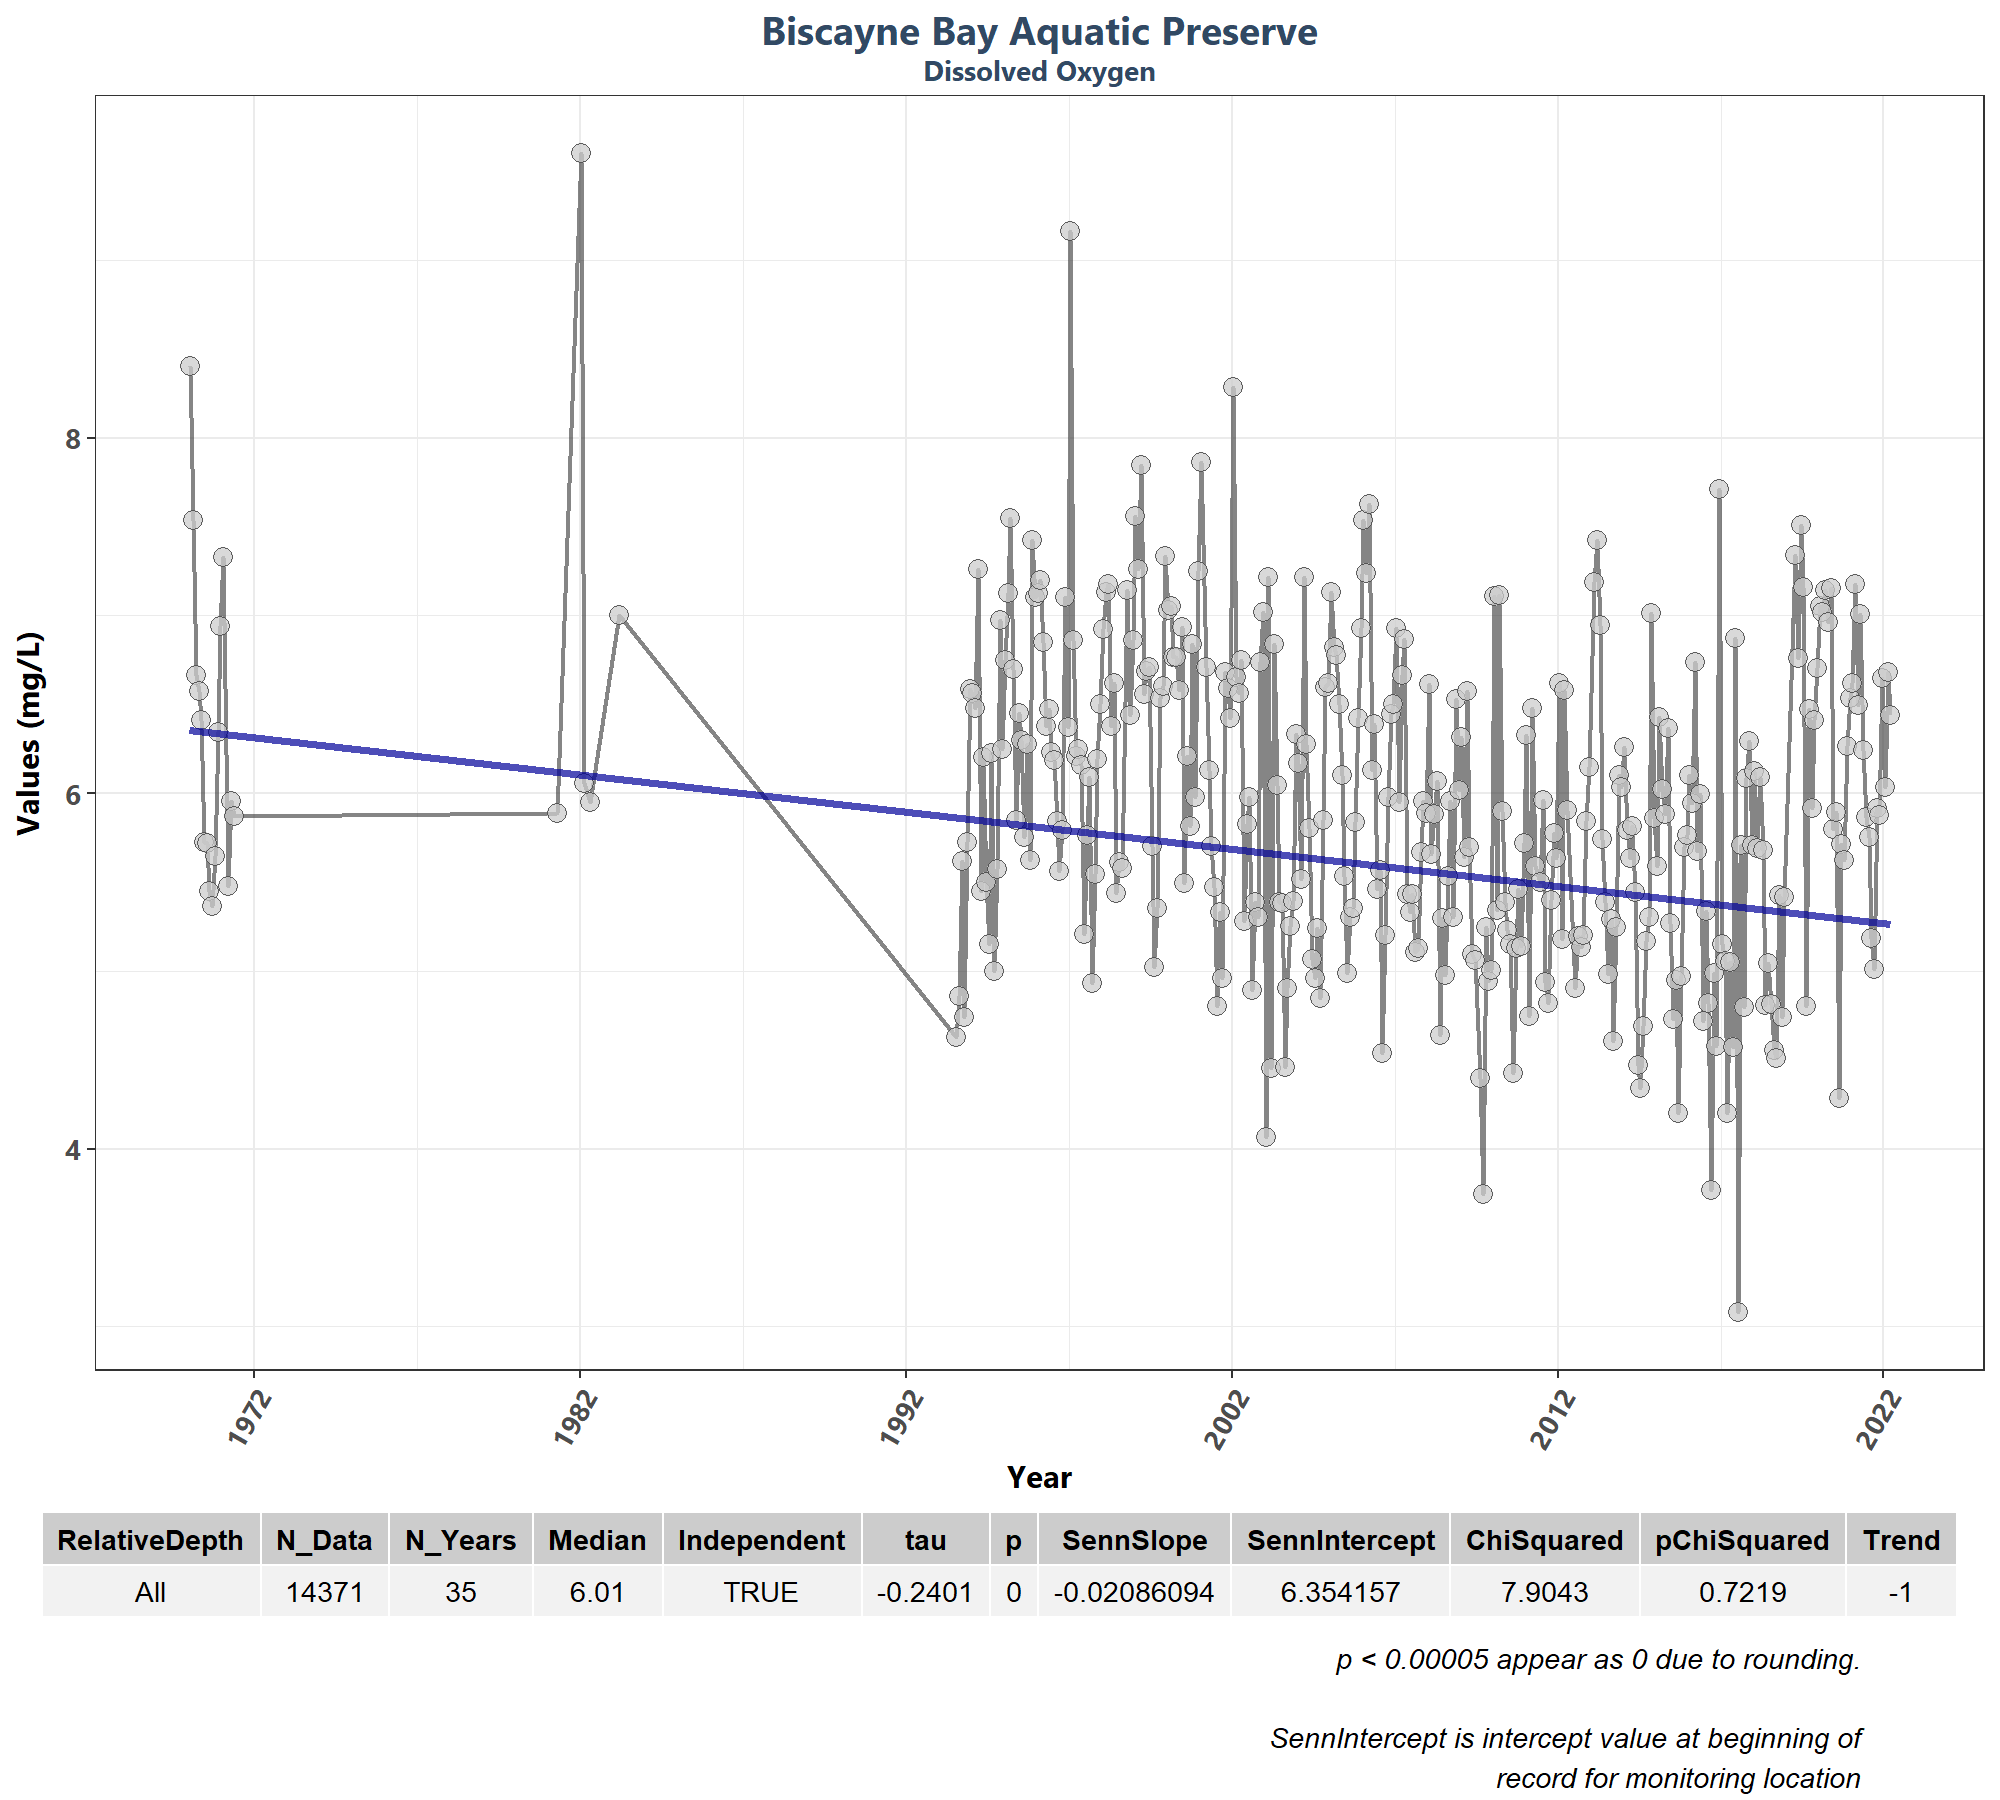 Biscayne Bay Aquatic Preserve
Dissolved Oxygen
Values (mg/L)
8
6
4
1972 1982 1992 2002 2012 2022
Year
RelativeDepth N_Data N_Years Median Independent tau p SennSlope SennIntercept ChiSquared pChiSquared Trend
All 14371 35 6.01 TRUE -0.2401 0 -0.02086094 6.354157 7.9043 0.7219 -1
p < 0.00005 appear as 0 due to rounding.
SennIntercept is intercept value at beginning of
record for monitoring location